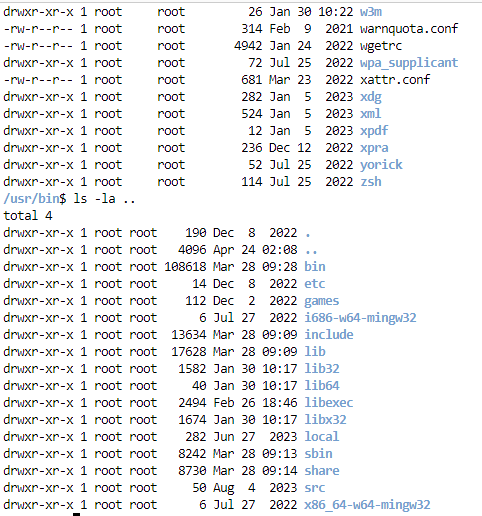 drwxr-xr-x 1 root     root         26 Jan 30 10:22 w3m
-rw-r--r-- 1 root     root        314 Feb  9  2021 warnquota.conf
-rw-r--r-- 1 root     root       4942 Jan 24  2022 wgetrc
drwxr-xr-x 1 root     root         72 Jul 25  2022 wpa_supplicant
-rw-r--r-- 1 root     root        681 Mar 23  2022 xattr.conf
drwxr-xr-x 1 root     root        282 Jan  5  2023 xdg
drwxr-xr-x 1 root     root        524 Jan  5  2023 xml
drwxr-xr-x 1 root     root         12 Jan  5  2023 xpdf
drwxr-xr-x 1 root     root        236 Dec 12  2022 xpra
drwxr-xr-x 1 root     root         52 Jul 25  2022 yorick
drwxr-xr-x 1 root     root        114 Jul 25  2022 zsh
/usr/bin$ ls -la ..
total 4
drwxr-xr-x 1 root root    190 Dec  8  2022 .
drwxr-xr-x 1 root root   4096 Apr 24 02:08 ..
drwxr-xr-x 1 root root 108618 Mar 28 09:28 bin
drwxr-xr-x 1 root root     14 Dec  8  2022 etc
drwxr-xr-x 1 root root    112 Dec  2  2022 games
drwxr-xr-x 1 root root      6 Jul 27  2022 i686-w64-mingw32
drwxr-xr-x 1 root root  13634 Mar 28 09:09 include
drwxr-xr-x 1 root root  17628 Mar 28 09:09 lib
drwxr-xr-x 1 root root   1582 Jan 30 10:17 lib32
drwxr-xr-x 1 root root     40 Jan 30 10:17 lib64
drwxr-xr-x 1 root root   2494 Feb 26 18:46 libexec
drwxr-xr-x 1 root root   1674 Jan 30 10:17 libx32
drwxr-xr-x 1 root root    282 Jun 27  2023 local
drwxr-xr-x 1 root root   8242 Mar 28 09:13 sbin
drwxr-xr-x 1 root root   8730 Mar 28 09:14 share
drwxr-xr-x 1 root root     50 Aug  4  2023 src
drwxr-xr-x 1 root root      6 Jul 27  2022 x86_64-w64-mingw32